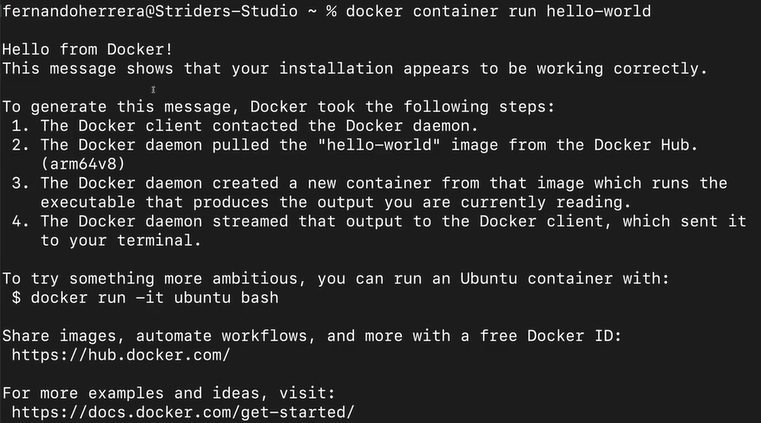 fernandoherrera@Striders-Studio ~ % docker container run hello-world
Hello from Docker!
This message shows that your installation appears to be working correctly.
To generate this message, Docker took the following steps:
1. The Docker client contacted the Docker daemon.
2. The Docker daemon pulled the "hello-world" image from the Docker Hub.
(arm64v8)
3. The Docker daemon created a new container from that image which runs the
executable that produces the output you are currently reading.
4. The Docker daemon streamed that output to the Docker client, which sent it
to your terminal.
To try something more ambitious, you can run an Ubuntu container with:
$ docker run -it ubuntu bash
Share images, automate workflows, and more with a free Docker ID:
https://hub.docker.com/
For more examples and ideas, visit:
https://docs.docker.com/get-started/